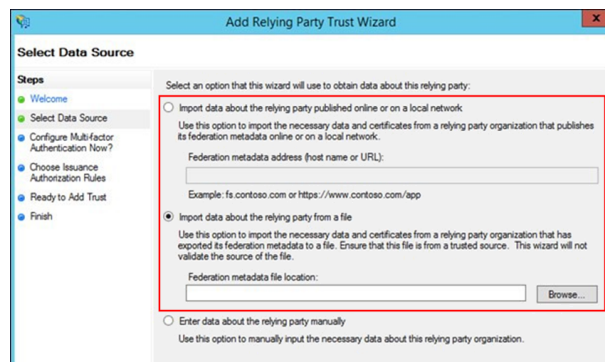 Add Relying Party Trust Wizard
x
Select Data Source
Steps
Welcome
Select Data Source
Configure Multi-factor
Authentication Now?
Choose Issuance
Authorization Rules
Ready to Add Trust
Finish
Select an option that this wizard will use to obtain data about this relying party:
Import data about the relying party published online or on a local network
Use this option to import the necessary data and certificates from a relying party organization that publishes
its federation metadata online or on a local network.
Federation metadata address (host name or URL):
Example: fs.contoso.com or https://www.contoso.com/app
Import data about the relying party from a file
Use this option to import the necessary data and certificates from a relying party organization that has
exported its federation metadata to a file. Ensure that this file is from a trusted source. This wizard will not
validate the source of the file.
Federation metadata file location:
Browse...
Enter data about the relying party manually
Use this option to manually input the necessary data about this relying party organization.